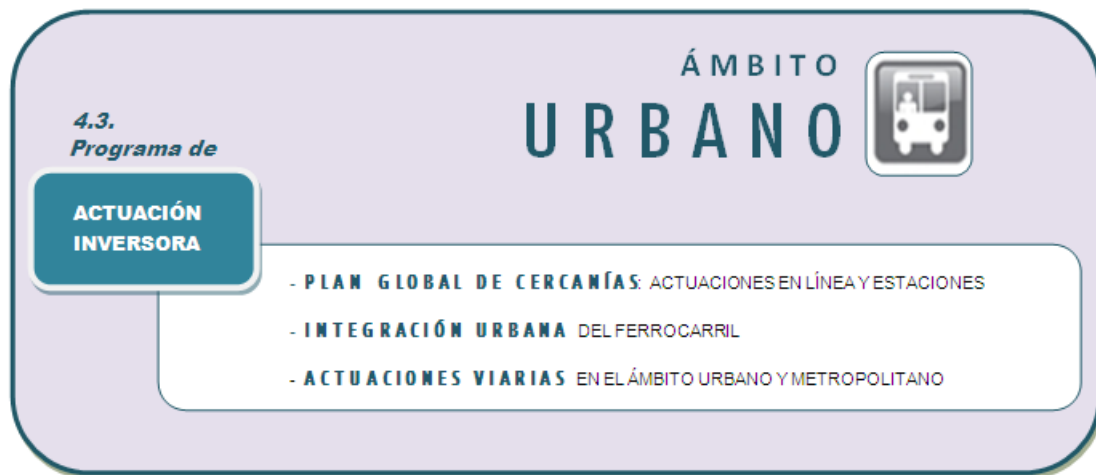 ÁMBITO
URBANO
4.3.
Programa de
ACTUACIÓN
INVERSORA
- PLAN GLOBAL DE CERCANÍAS: ACTUACIONES EN LÍNEA Y ESTACIONES
- INTEGRACIÓN URBANA DEL FERROCARRIL
- ACTUACIONES VIARIAS EN EL ÁMBITO URBANO Y METROPOLITANO